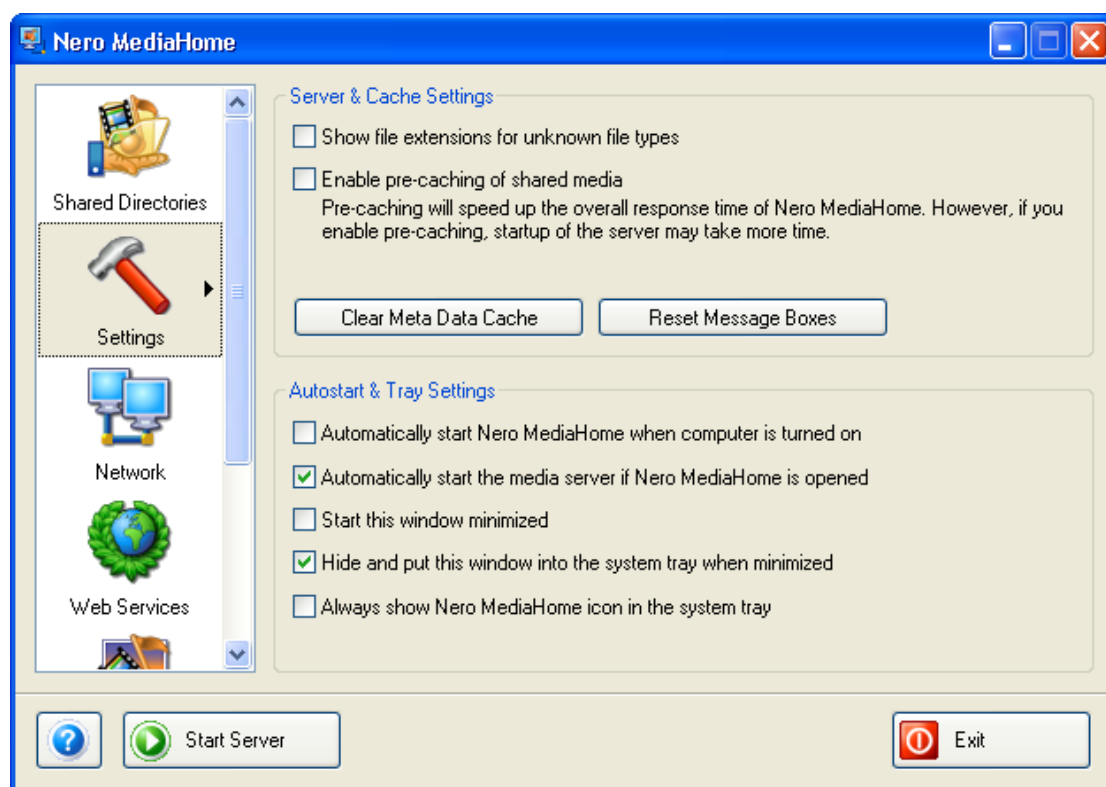 Nero MediaHome
Shared Directories
Settings
Network
Web Services
Server & Cache Settings
Show file extensions for unknown file types
Enable pre-caching of shared media
Pre-caching will speed up the overall response time of Nero MediaHome. However, if you
enable pre-caching, startup of the server may take more time.
Clear Meta Data Cache
Reset Message Boxes
Autostart & Tray Settings
Automatically start Nero MediaHome when computer is turned on
Automatically start the media server if Nero MediaHome is opened
Start this window minimized
Hide and put this window into the system tray when minimized
Always show Nero MediaHome icon in the system tray
Start Server
Exit